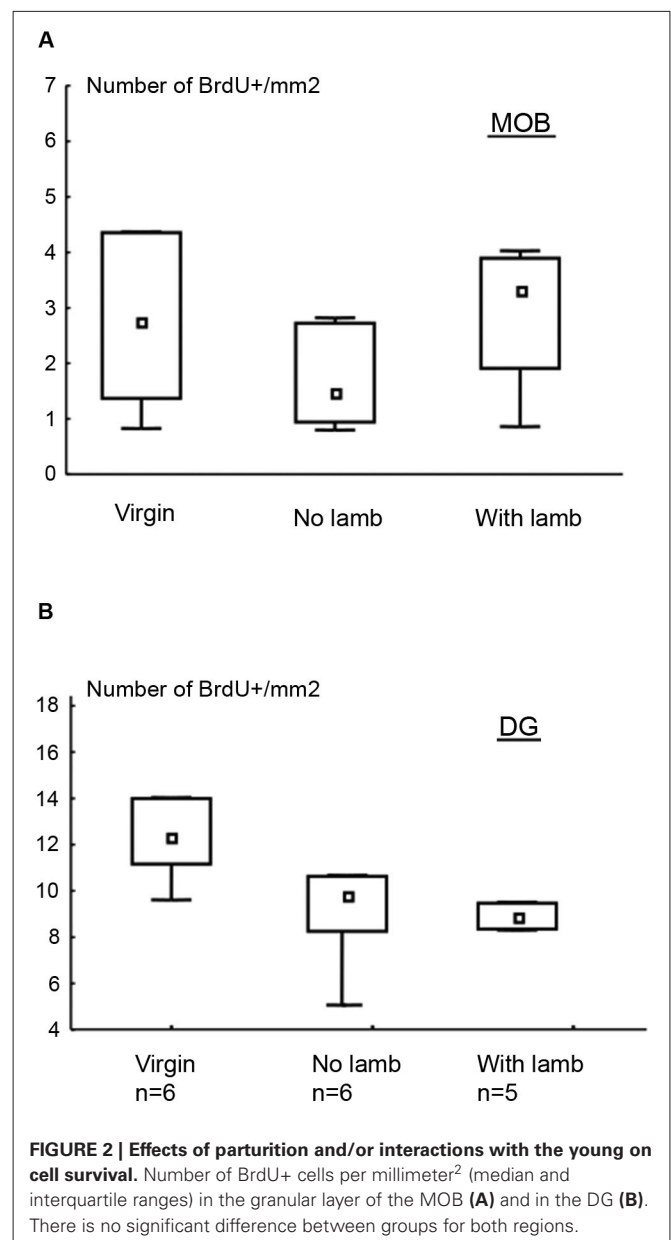 A
Number of BrdU+/mm2
MOB
7
6
5
4
3
2
1
0
Virgin
No lamb
With lamb
B
Number of BrdU+/mm2
DG
18
16
14
12
10
8
6
4
Virgin
No lamb
With lamb
n=6
n=6
n=5
FIGURE 2 | Effects of parturition and/or interactions with the young on
cell survival. Number of BrdU+ cells per millimeter² (median and
interquartile ranges) in the granular layer of the MOB (A) and in the DG (B).
There is no significant difference between groups for both regions.